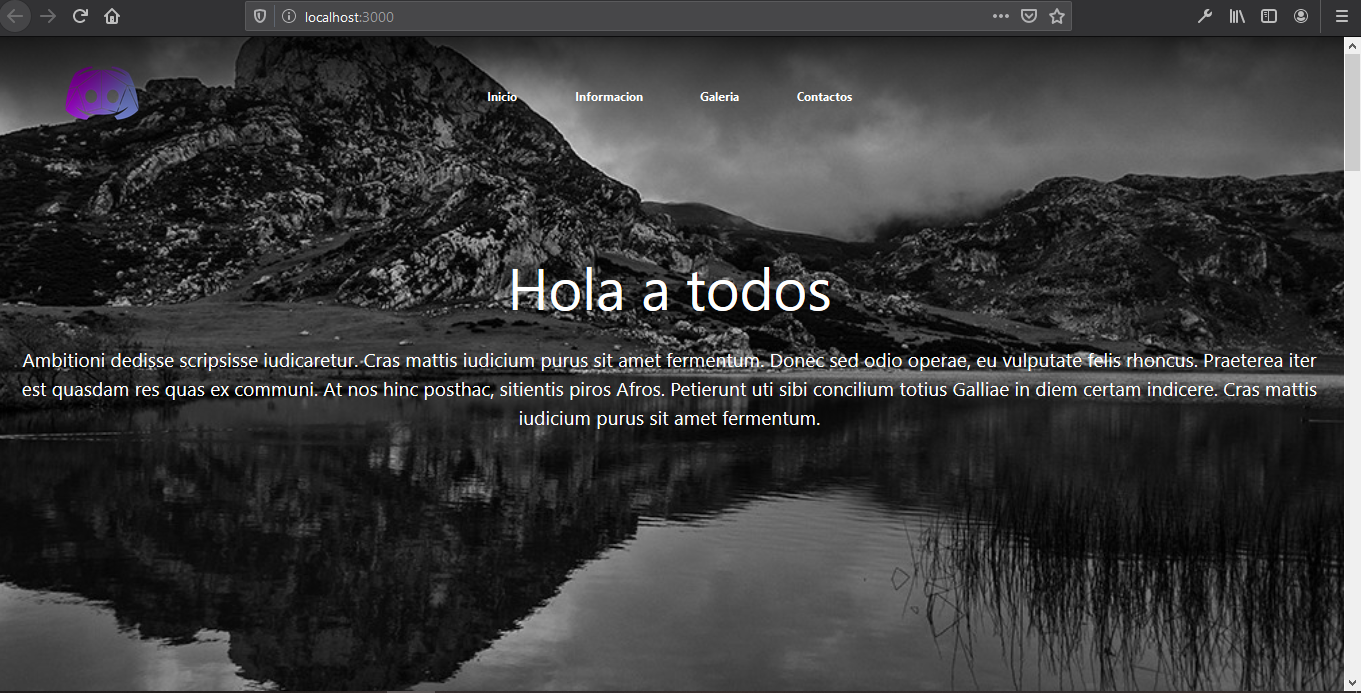 localhost:3000
Inicio
Informacion
Galeria
Contactos
Hola a todos
Ambitioni dedisse scripsisse iudicaretur. Cras mattis iudicium purus sit amet fermentum. Donec sed odio operae, eu vulputate felis rhoncus. Praeterea iter
est quasdam res quas ex communi. At nos hinc posthac, sitientis piros Afros. Petierunt uti sibi concilium totius Galliae in diem certam indicere. Cras mattis
iudicium purus sit amet fermentum.